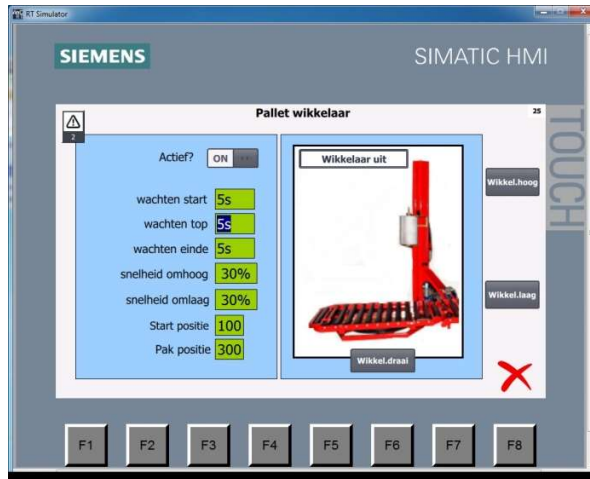 RT Simulator
SIEMENS
SIMATIC HMI
TOUCH
Pallet wikkelaar
25
2
Actief? ON
wachten start 5s
wachten top 5s
wachten einde 5s
snelheid omhoog 30%
snelheid omlaag 30%
Start positie 100
Pak positie 300
Wikkelaar uit
Wikkel.hoog
Wikkel.laag
Wikkel.draai
F1 F2 F3 F4 F5 F6 F7 F8